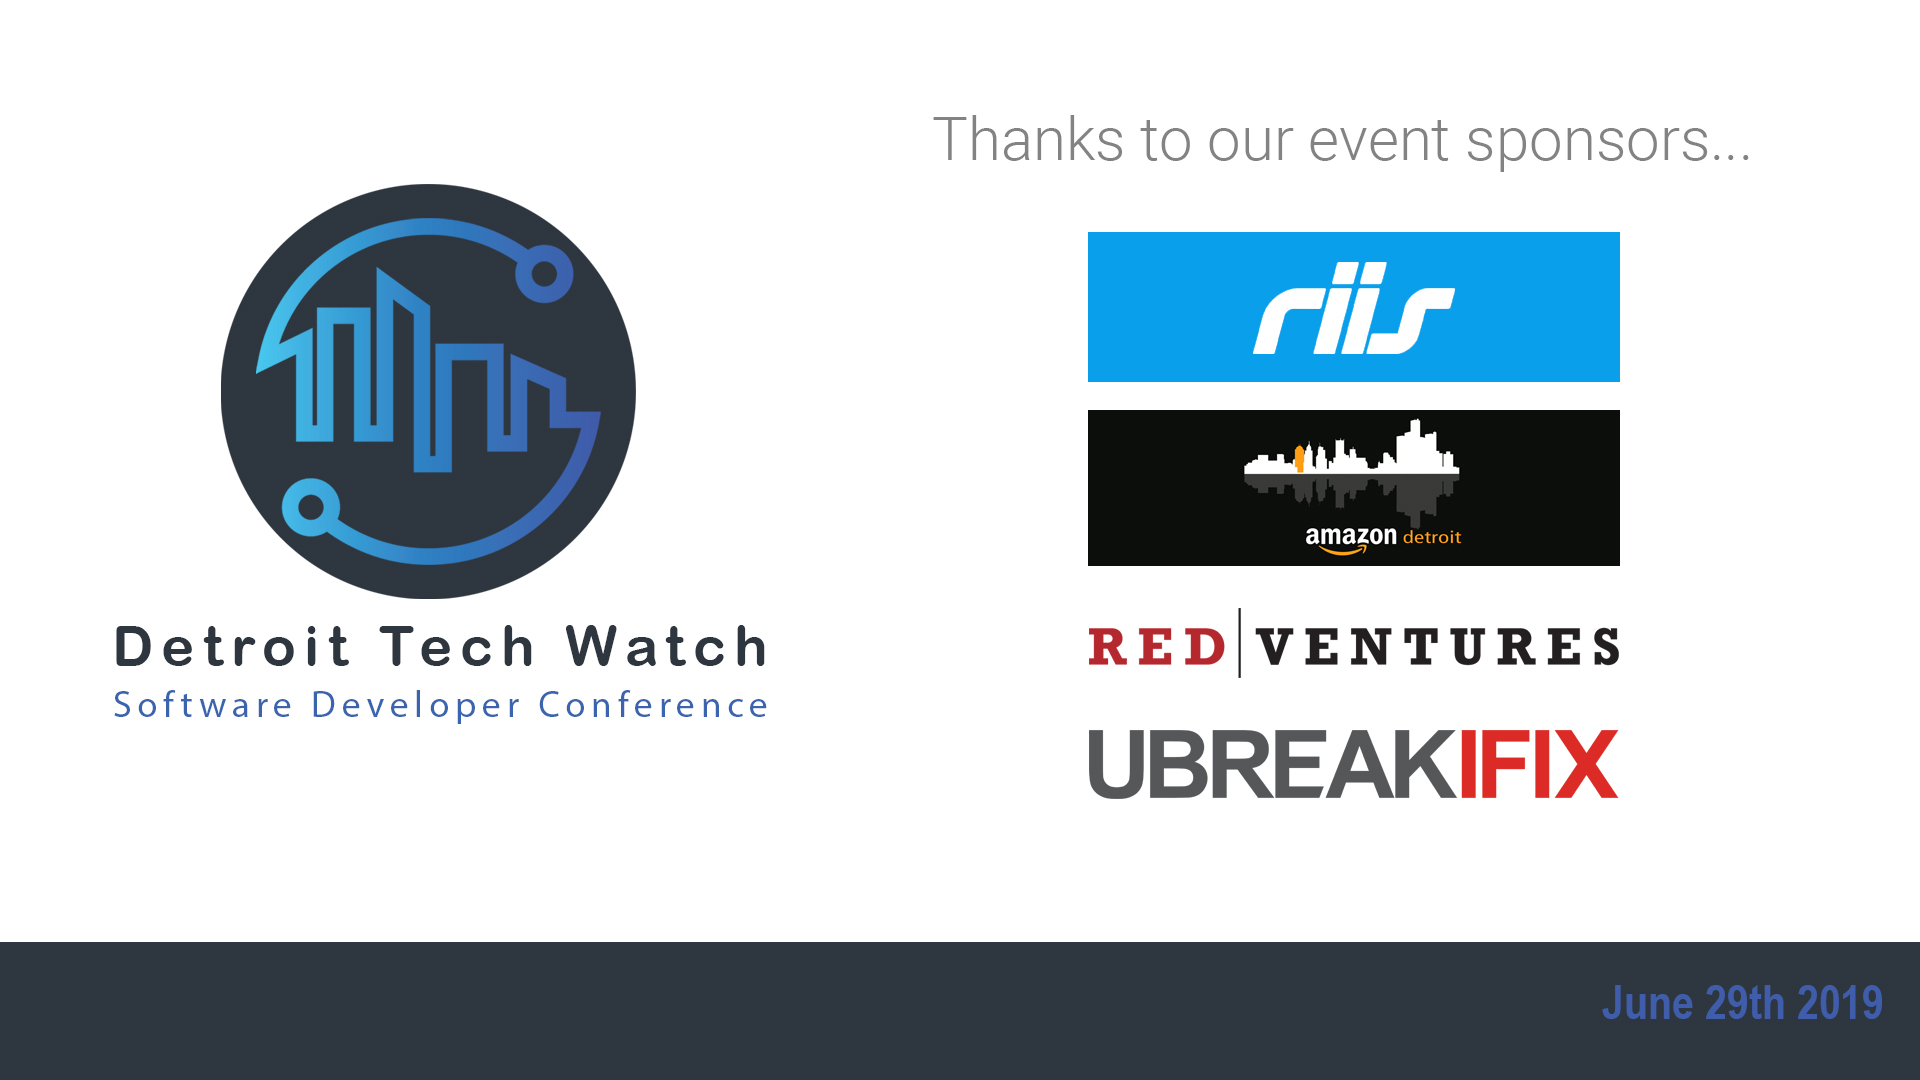 Thanks to our event sponsors...
riis
amazon detroit
RED|VENTURES
UBREAKIFIX
Detroit Tech Watch
Software Developer Conference
June 29th 2019